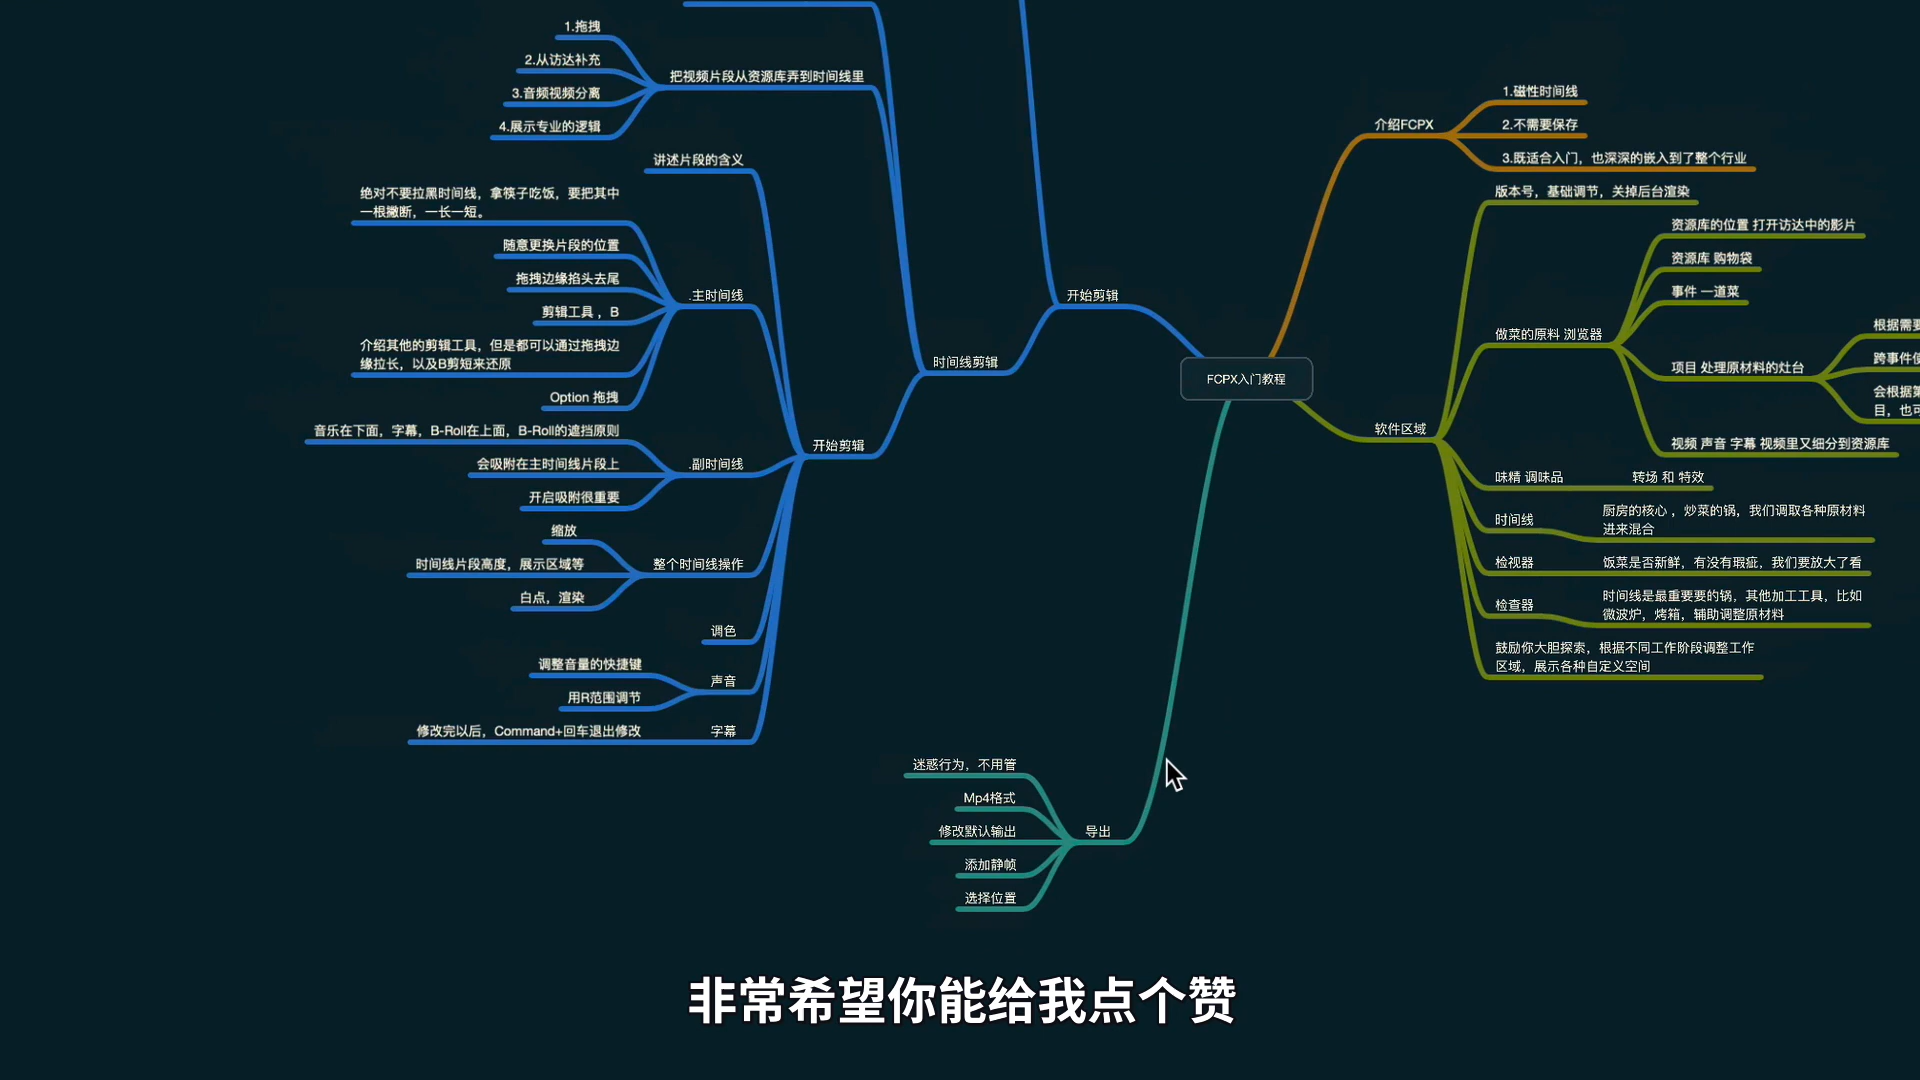 1.拖拽
2.从访达补充
3.音频视频分离
4.展示专业的逻辑
把视频片段从资源库弄到时间线里
讲述片段的含义
绝对不要拉黑时间线，拿筷子吃饭，要把其中
一根撇断，一长一短。
随意更换片段的位置
拖拽边缘掐头去尾
剪辑工具 ，B
介绍其他的剪辑工具，但是都可以通过拖拽边
缘拉长，以及B剪短来还原
Option 拖拽
.主时间线
音乐在下面，字幕，B-Roll在上面，B-Roll的遮挡原则
会吸附在主时间线片段上
开启吸附很重要
.副时间线
缩放
时间线片段高度，展示区域等
白点，渲染
整个时间线操作
调色
调整音量的快捷键
用R范围调节
声音
修改完以后，Command+回车退出修改
字幕
开始剪辑
时间线剪辑
开始剪辑
FCPX入门教程
介绍FCPX
1.磁性时间线
2.不需要保存
3.既适合入门，也深深的嵌入到了整个行业
软件区域
版本号，基础调节，关掉后台渲染
做菜的原料 浏览器
资源库的位置 打开访达中的影片
资源库 购物袋
事件 一道菜
项目 处理原材料的灶台
根据需要
跨事件使
会根据第
目，也可
视频 声音 字幕 视频里又细分到资源库
味精 调味品
转场 和 特效
时间线
厨房的核心 ，炒菜的锅，我们调取各种原材料
进来混合
检视器
饭菜是否新鲜，有没有瑕疵，我们要放大了看
检查器
时间线是最重要要的锅，其他加工工具，比如
微波炉，烤箱，辅助调整原材料
鼓励你大胆探索，根据不同工作阶段调整工作
区域，展示各种自定义空间
迷惑行为，不用管
Mp4格式
修改默认输出
添加静帧
选择位置
导出
非常希望你能给我点个赞